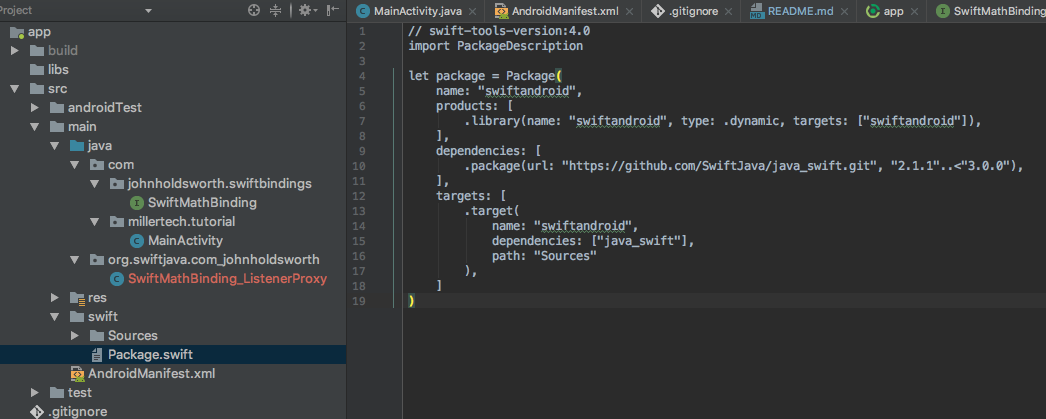 Project
MainActivity.java
AndroidManifest.xml
.gitignore
README.md
app
SwiftMathBinding
app
build
libs
src
androidTest
main
java
com
johnholdsworth.swiftbindings
SwiftMathBinding
millertech.tutorial
MainActivity
org.swiftjava.com_johnholdsworth
SwiftMathBinding_ListenerProxy
res
swift
Sources
Package.swift
AndroidManifest.xml
test
.gitignore
1 // swift-tools-version:4.0
2 import PackageDescription
3
4 let package = Package(
5 name: "swiftandroid",
6 products: [
7 .library(name: "swiftandroid", type: .dynamic, targets: ["swiftandroid"]),
8 ],
9 dependencies: [
10 .package(url: "https://github.com/SwiftJava/java_swift.git", "2.1.1"..<"3.0.0"),
11 ],
12 targets: [
13 .target(
14 name: "swiftandroid",
15 dependencies: ["java_swift"],
16 path: "Sources"
17 ),
18 ]
19 )